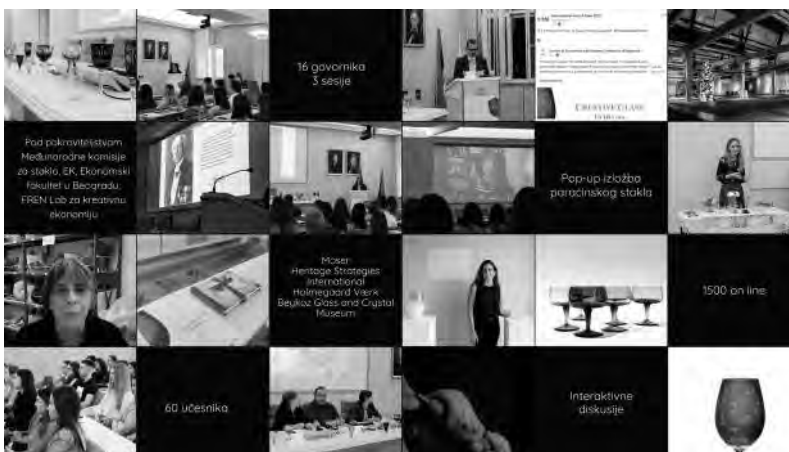 16 govornika
3 sesije
CREATIVE GLASS
Pod pokroviteljstvom
Međunarodne komisije
za staklo, EK, Ekonomski
fakultet u Beogradu,
FREN Lab za kreativnu
ekonomiju
Pop-up izložba
paraćinskog stakla
Moser
Heritage Strategies
International
Holmegaard Værk
Beykoz Glass and Crystal
Museum
1500 on line
60 učesnika
Interaktivne
diskusije